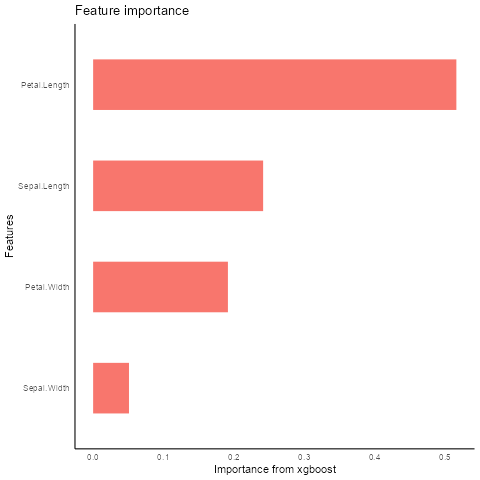 Feature importance
Features
Petal.Length
Sepal.Length
Petal.Width
Sepal.Width
0.0 0.1 0.2 0.3 0.4 0.5
Importance from xgboost